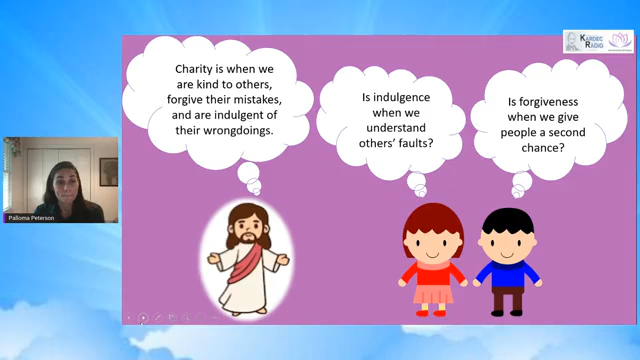 KARDEC
RADIO
Charity is when we
are kind to others,
forgive their mistakes,
and are indulgent of
their wrongdoings.
Is indulgence
when we
understand
others’ faults?
Is forgiveness
when we give
people a second
chance?
Palloma Peterson